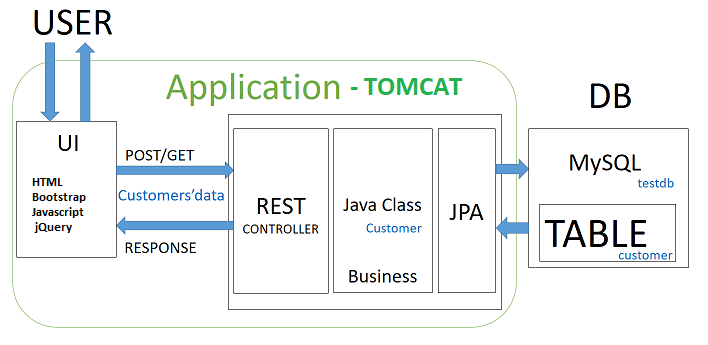 USER
Application - TOMCAT
UI
HTML
Bootstrap
Javascript
jQuery
POST/GET
Customers'data
RESPONSE
REST
CONTROLLER
Java Class
Customer
Business
JPA
DB
MySQL
testdb
TABLE
customer